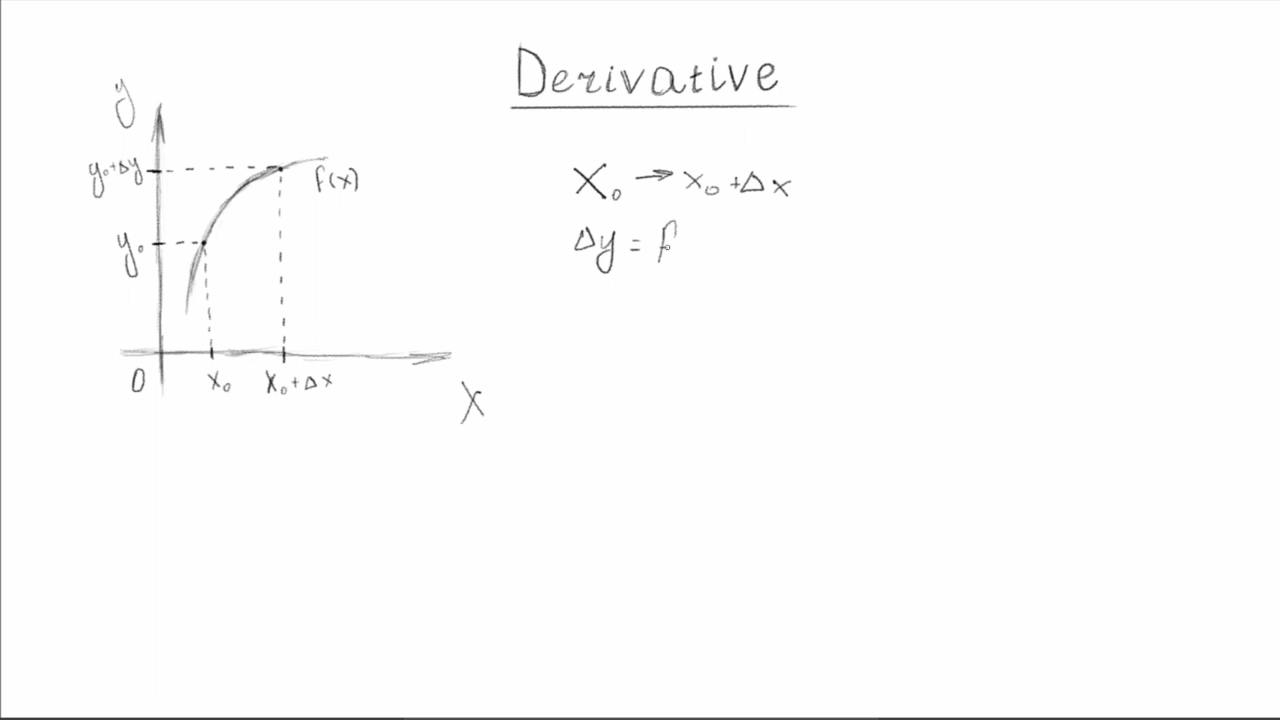 Derivative
y
y₀+Δy
f(x)
y₀
0
x₀
x₀+Δx
X
X₀ → x₀+Δx
Δy = f